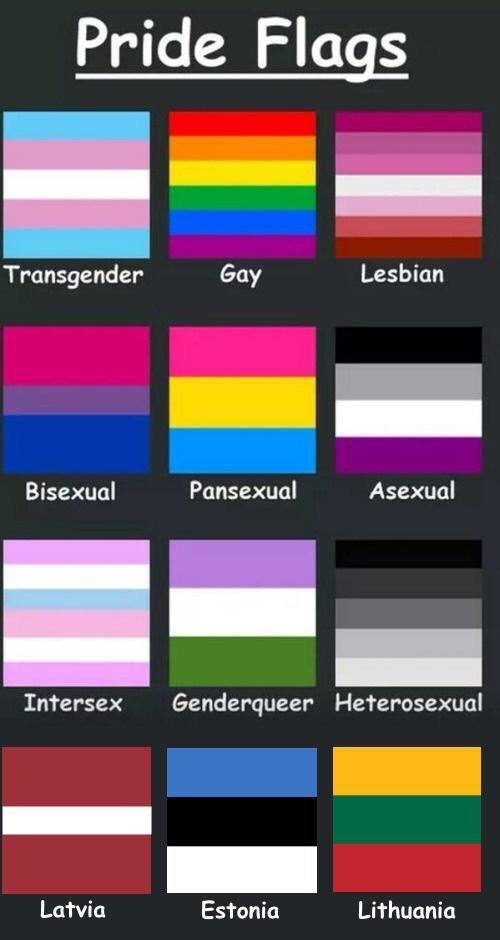 Pride Flags
Transgender Gay Lesbian
Bisexual Pansexual Asexual
Intersex Genderqueer Heterosexual
Latvia Estonia Lithuania